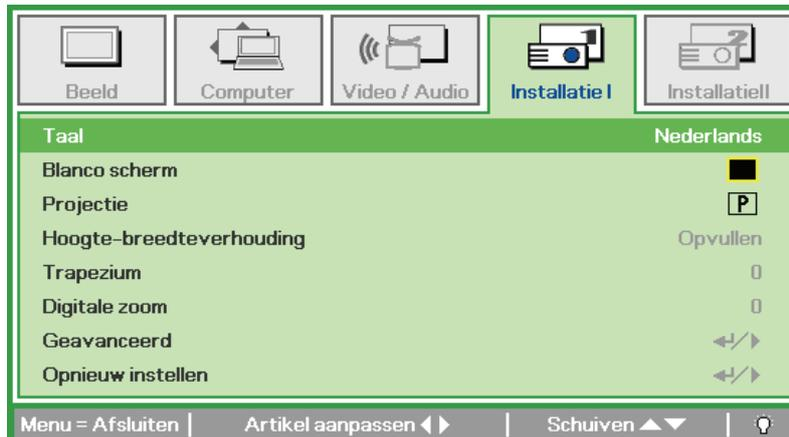 Beeld
Computer
Video / Audio
Installatie I
InstallatieII
Taal Nederlands
Blanco scherm
Projectie P
Hoogte-breedteverhouding Opvullen
Trapezium 0
Digitale zoom 0
Geavanceerd
Opnieuw instellen
Menu = Afsluiten Artikel aanpassen Schuiven